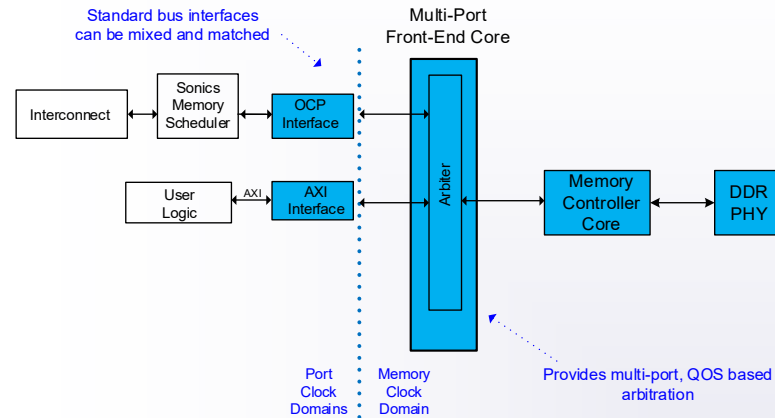 Standard bus interfaces
can be mixed and matched
Multi-Port
Front-End Core
Interconnect
Sonics
Memory
Scheduler
OCP
Interface
User
Logic
AXI
AXI
Interface
Arbiter
Memory
Controller
Core
DDR
PHY
Port
Clock
Domains
Memory
Clock
Domain
Provides multi-port, QOS based
arbitration